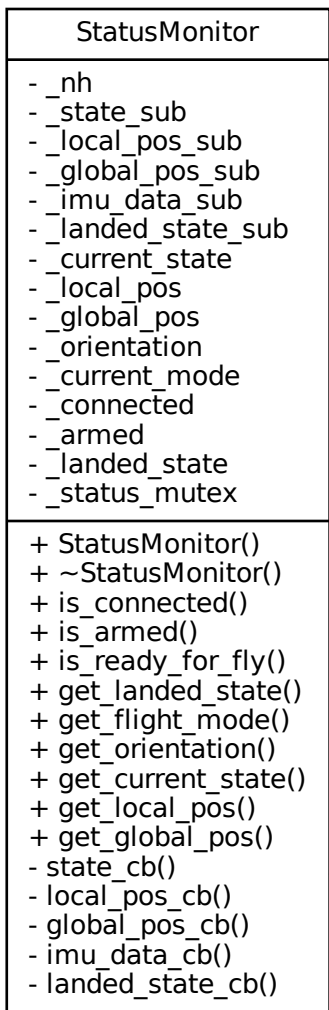 StatusMonitor
- _nh
- _state_sub
- _local_pos_sub
- _global_pos_sub
- _imu_data_sub
- _landed_state_sub
- _current_state
- _local_pos
- _global_pos
- _orientation
- _current_mode
- _connected
- _armed
- _landed_state
- _status_mutex
+ StatusMonitor()
+ ~StatusMonitor()
+ is_connected()
+ is_armed()
+ is_ready_for_fly()
+ get_landed_state()
+ get_flight_mode()
+ get_orientation()
+ get_current_state()
+ get_local_pos()
+ get_global_pos()
- state_cb()
- local_pos_cb()
- global_pos_cb()
- imu_data_cb()
- landed_state_cb()